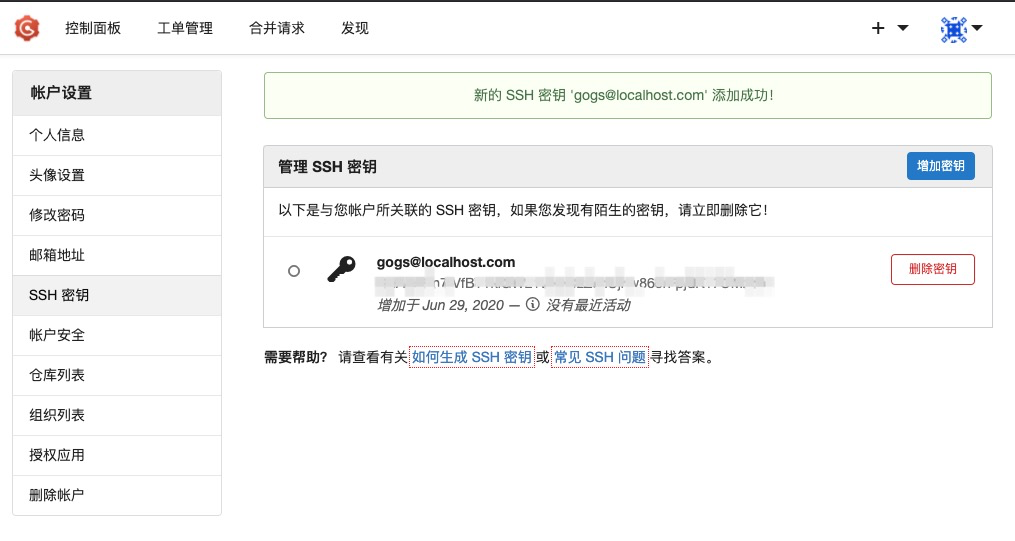 控制面板 工单管理 合并请求 发现
帐户设置
个人信息
头像设置
修改密码
邮箱地址
SSH 密钥
帐户安全
仓库列表
组织列表
授权应用
删除帐户
新的 SSH 密钥 'gogs@localhost.com' 添加成功！
管理 SSH 密钥 增加密钥
以下是与您帐户所关联的 SSH 密钥，如果您发现有陌生的密钥，请立即删除它！
gogs@localhost.com
删除密钥
增加于 Jun 29, 2020 — 没有最近活动
需要帮助？ 请查看有关如何生成 SSH 密钥或常见 SSH 问题寻找答案。